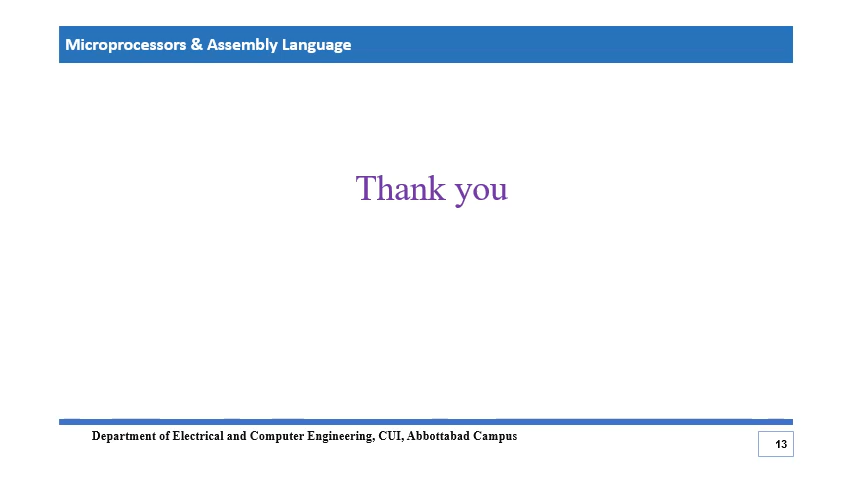 Microprocessors & Assembly Language
Thank you
Department of Electrical and Computer Engineering, CUI, Abbottabad Campus
13